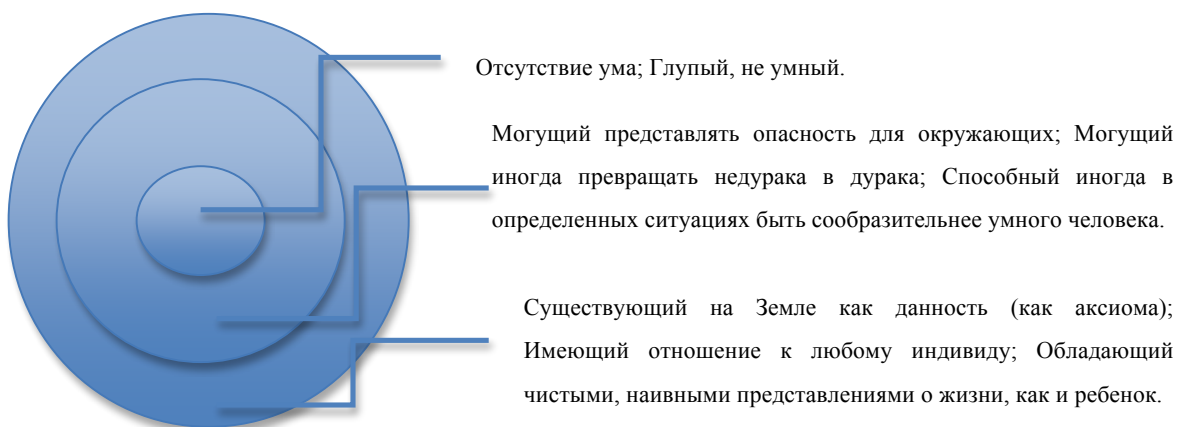 Отсутствие ума; Глупый, не умный.
Могущий представлять опасность для окружающих; Могущий
иногда превращать недурака в дурака; Способный иногда в
определенных ситуациях быть сообразительнее умного человека.
Существующий на Земле как данность (как аксиома);
Имеющий отношение к любому индивиду; Обладающий
чистыми, наивными представлениями о жизни, как и ребенок.